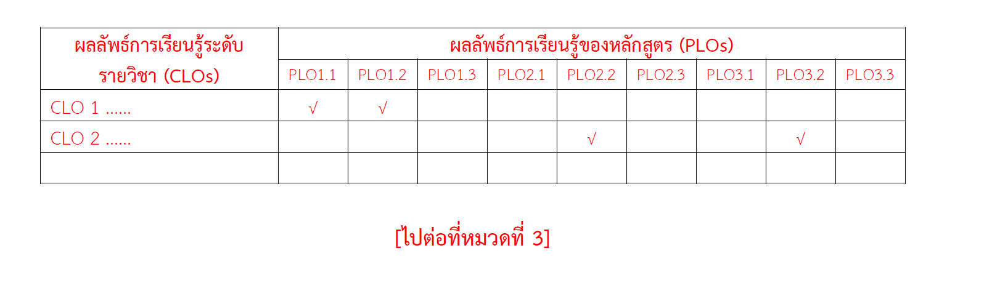 ผลลัพธ์การเรียนรู้ระดับ
รายวิชา (CLOs)
ผลลัพธ์การเรียนรู้ของหลักสูตร (PLOs)
PLO1.1 PLO1.2 PLO1.3 PLO2.1 PLO2.2 PLO2.3 PLO3.1 PLO3.2 PLO3.3
CLO 1 ...... √ √
CLO 2 ...... √ √
[ไปต่อที่หมวดที่ 3]